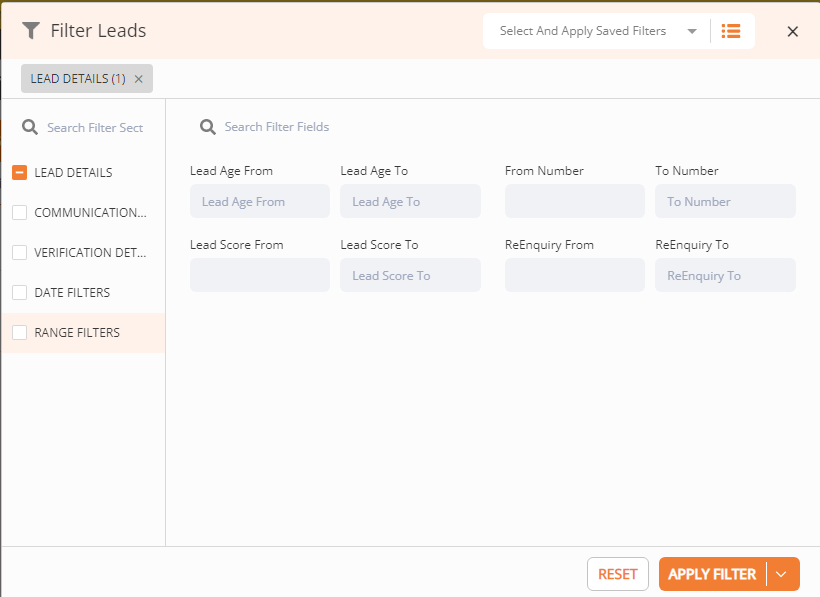 Filter Leads
Select And Apply Saved Filters
LEAD DETAILS (1)
Search Filter Sect
Search Filter Fields
LEAD DETAILS
COMMUNICATION...
VERIFICATION DET...
DATE FILTERS
RANGE FILTERS
Lead Age From Lead Age To From Number To Number
Lead Age From Lead Age To To Number
Lead Score From Lead Score To ReEnquiry From ReEnquiry To
Lead Score To ReEnquiry To
RESET APPLY FILTER